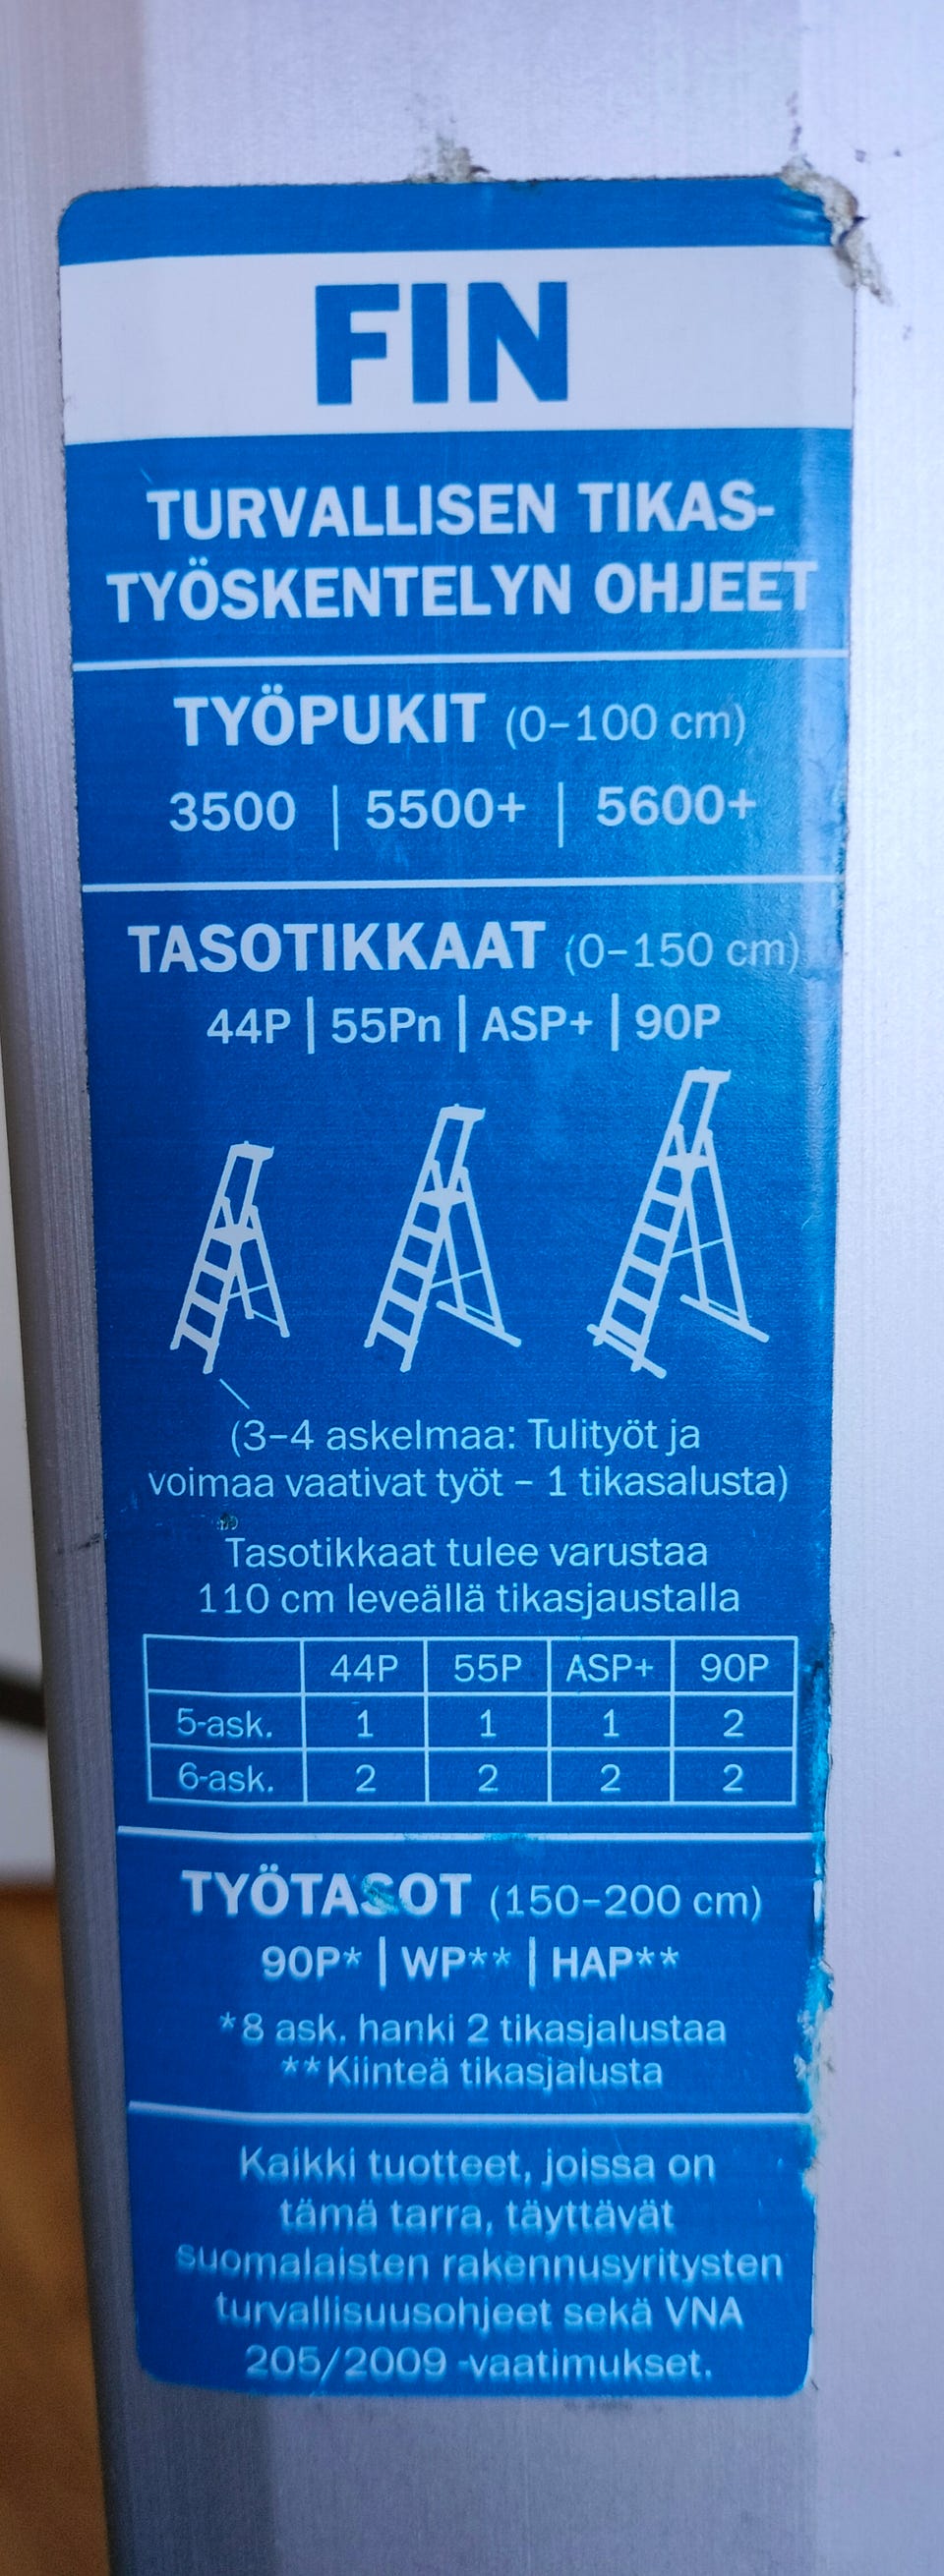 FIN
TURVALLISEN TIKAS-
TYÖSKENTELYN OHJEET
TYÖPUKIT (0–100 cm)
3500 | 5500+ | 5600+
TASOTIKKAAT (0–150 cm)
44P | 55Pn | ASP+ | 90P
(3–4 askelmaa: Tulityöt ja
voimaa vaativat työt – 1 tikasalusta)
Tasotikkaat tulee varustaa
110 cm leveällä tikasjaustalla
44P 55P ASP+ 90P
5-ask. 1 1 1 2
6-ask. 2 2 2 2
TYÖTASOT (150–200 cm)
90P* | WP** | HAP**
*8 ask. hanki 2 tikasjalustaa
**Kiinteä tikasjalusta
Kaikki tuotteet, joissa on
tämä tarra, täyttävät
suomalaisten rakennusyritysten
turvallisuusohjeet sekä VNA
205/2009 -vaatimukset.